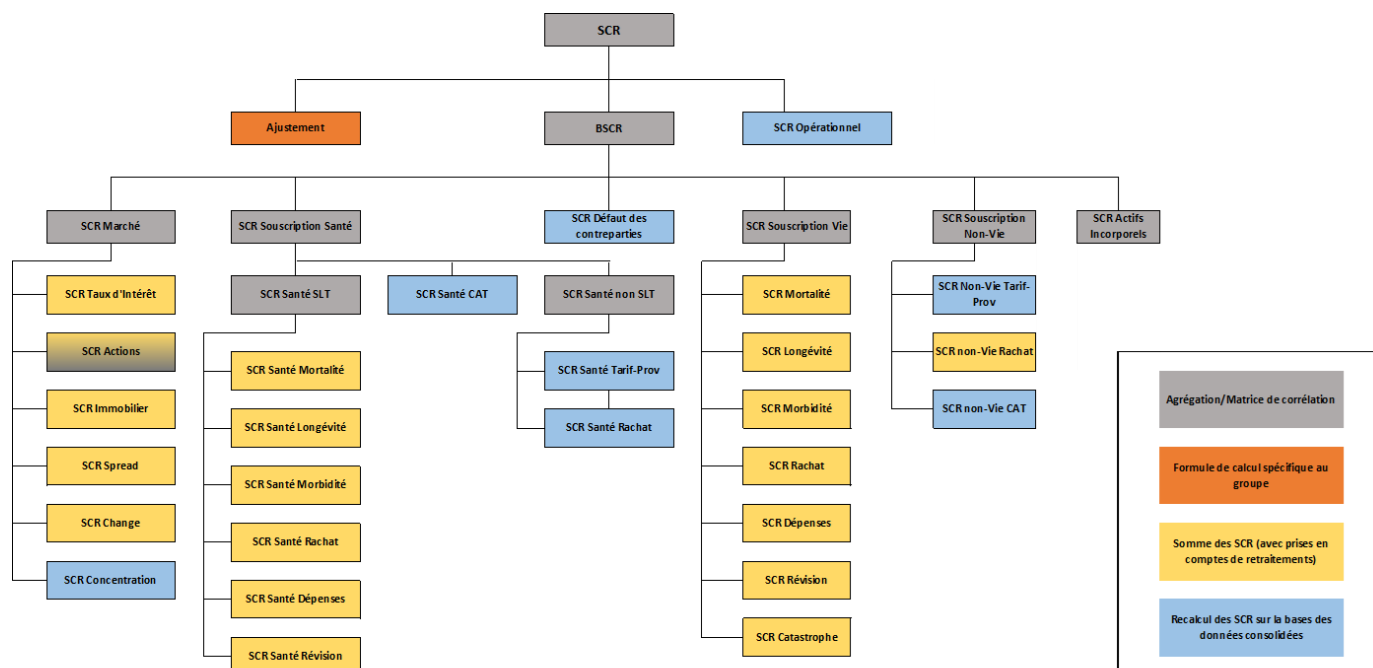 SCR
Ajustement
BSCR
SCR Opérationnel
SCR Marché
SCR Souscription Santé
SCR Défaut des
contreparties
SCR Souscription Vie
SCR Souscription
Non-Vie
SCR Actifs
Incorporels
SCR Taux d'Intérêt
SCR Actions
SCR Immobilier
SCR Spread
SCR Change
SCR Concentration
SCR Santé SLT
SCR Santé CAT
SCR Santé non SLT
SCR Santé Mortalité
SCR Santé Longévité
SCR Santé Morbidité
SCR Santé Rachat
SCR Santé Dépenses
SCR Santé Révision
SCR Santé Tarif-Prov
SCR Santé Rachat
SCR Mortalité
SCR Longévité
SCR Morbidité
SCR Rachat
SCR Dépenses
SCR Révision
SCR Catastrophe
SCR Non-Vie Tarif-
Prov
SCR non-Vie Rachat
SCR non-Vie CAT
Agrégation/Matrice de corrélation
Formule de calcul spécifique au
groupe
Somme des SCR (avec prises en
comptes de retraitements)
Recalcul des SCR sur la bases des
données consolidées